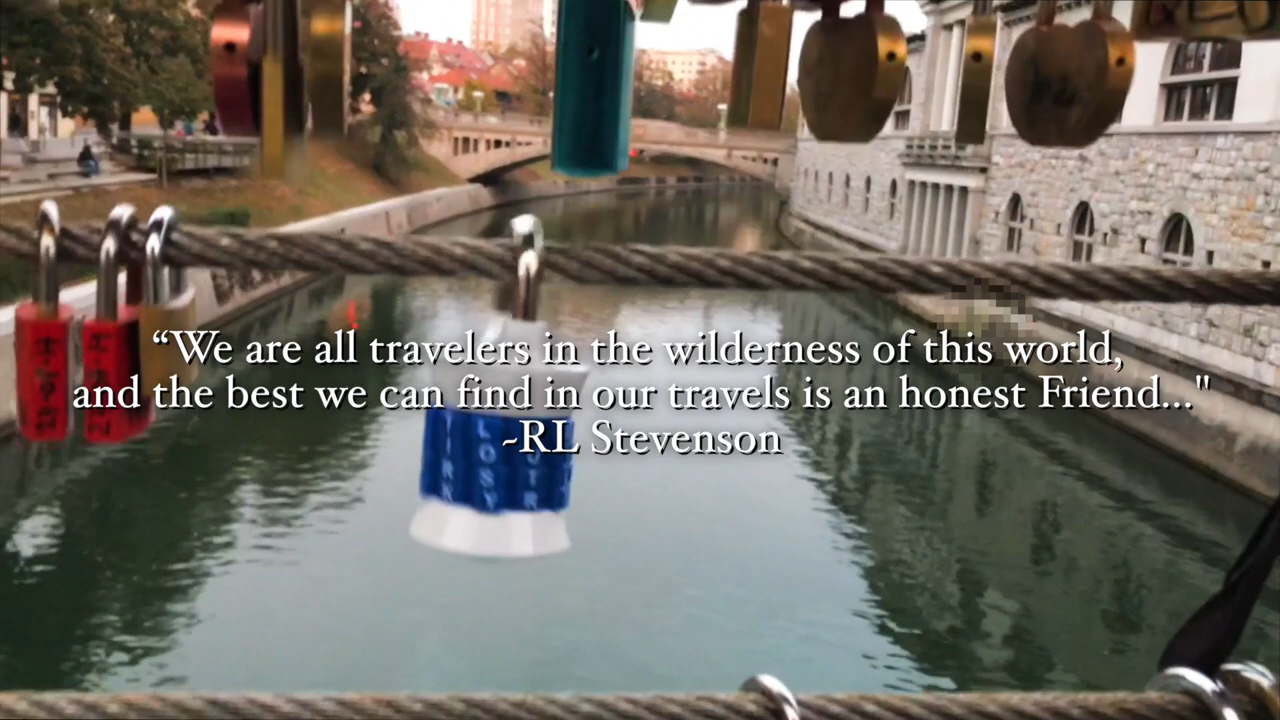 “We are all travelers in the wilderness of this world,
and the best we can find in our travels is an honest Friend..."
~RL Stevenson
LOST